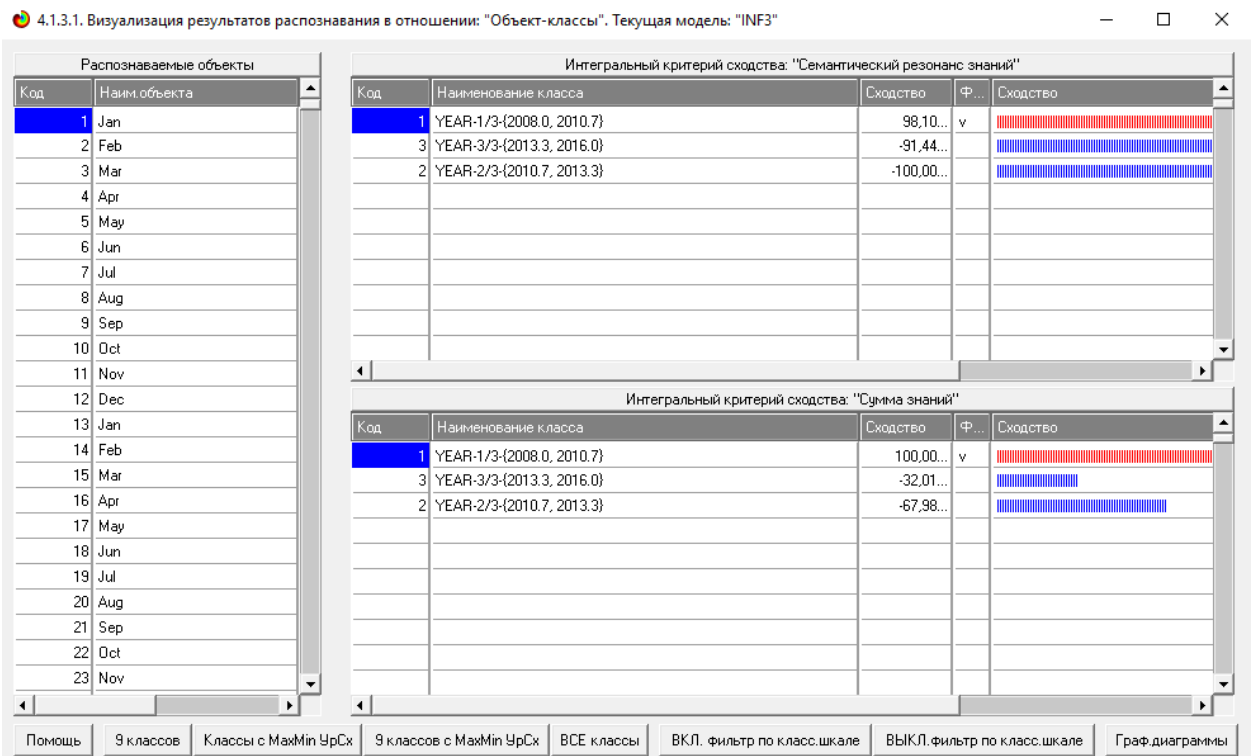 4.1.3.1. Визуализация результатов распознавания в отношении: "Объект-классы". Текущая модель: "INF3"
Распознаваемые объекты
Код Наим.объекта
1 Jan
2 Feb
3 Mar
4 Apr
5 May
6 Jun
7 Jul
8 Aug
9 Sep
10 Oct
11 Nov
12 Dec
13 Jan
14 Feb
15 Mar
16 Apr
17 May
18 Jun
19 Jul
20 Aug
21 Sep
22 Oct
23 Nov
Интегральный критерий сходства: "Семантический резонанс знаний"
Код Наименование класса Сходство Ф... Сходство
1 YEAR-1/3-{2008.0, 2010.7} 98,10... v
3 YEAR-3/3-{2013.3, 2016.0} -91,44...
2 YEAR-2/3-{2010.7, 2013.3} -100,00...
Интегральный критерий сходства: "Сумма знаний"
Код Наименование класса Сходство Ф... Сходство
1 YEAR-1/3-{2008.0, 2010.7} 100,00... v
3 YEAR-3/3-{2013.3, 2016.0} -32,01...
2 YEAR-2/3-{2010.7, 2013.3} -67,98...
Помощь 9 классов Классы с MaxMin УрСх 9 классов с MaxMin УрСх ВСЕ классы ВКЛ. фильтр по класс.шкале ВЫКЛ.фильтр по класс.шкале Граф.диаграммы